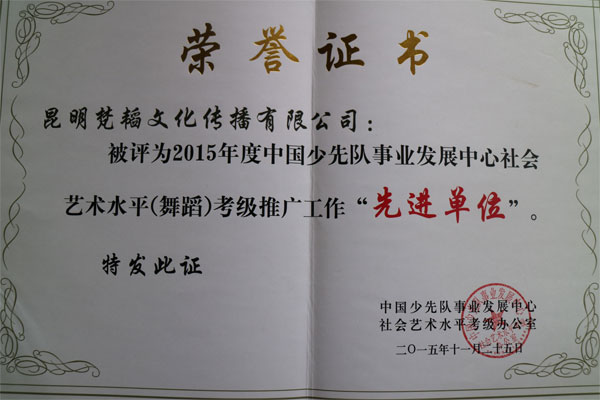 荣誉证书
昆明梵韬文化传播有限公司：
被评为2015年度中国少先队事业发展中心社会
艺术水平(舞蹈)考级推广工作“先进单位”。
特发此证
中国少先队事业发展中心
社会艺术水平考级办公室
二〇一五年十一月二十五日